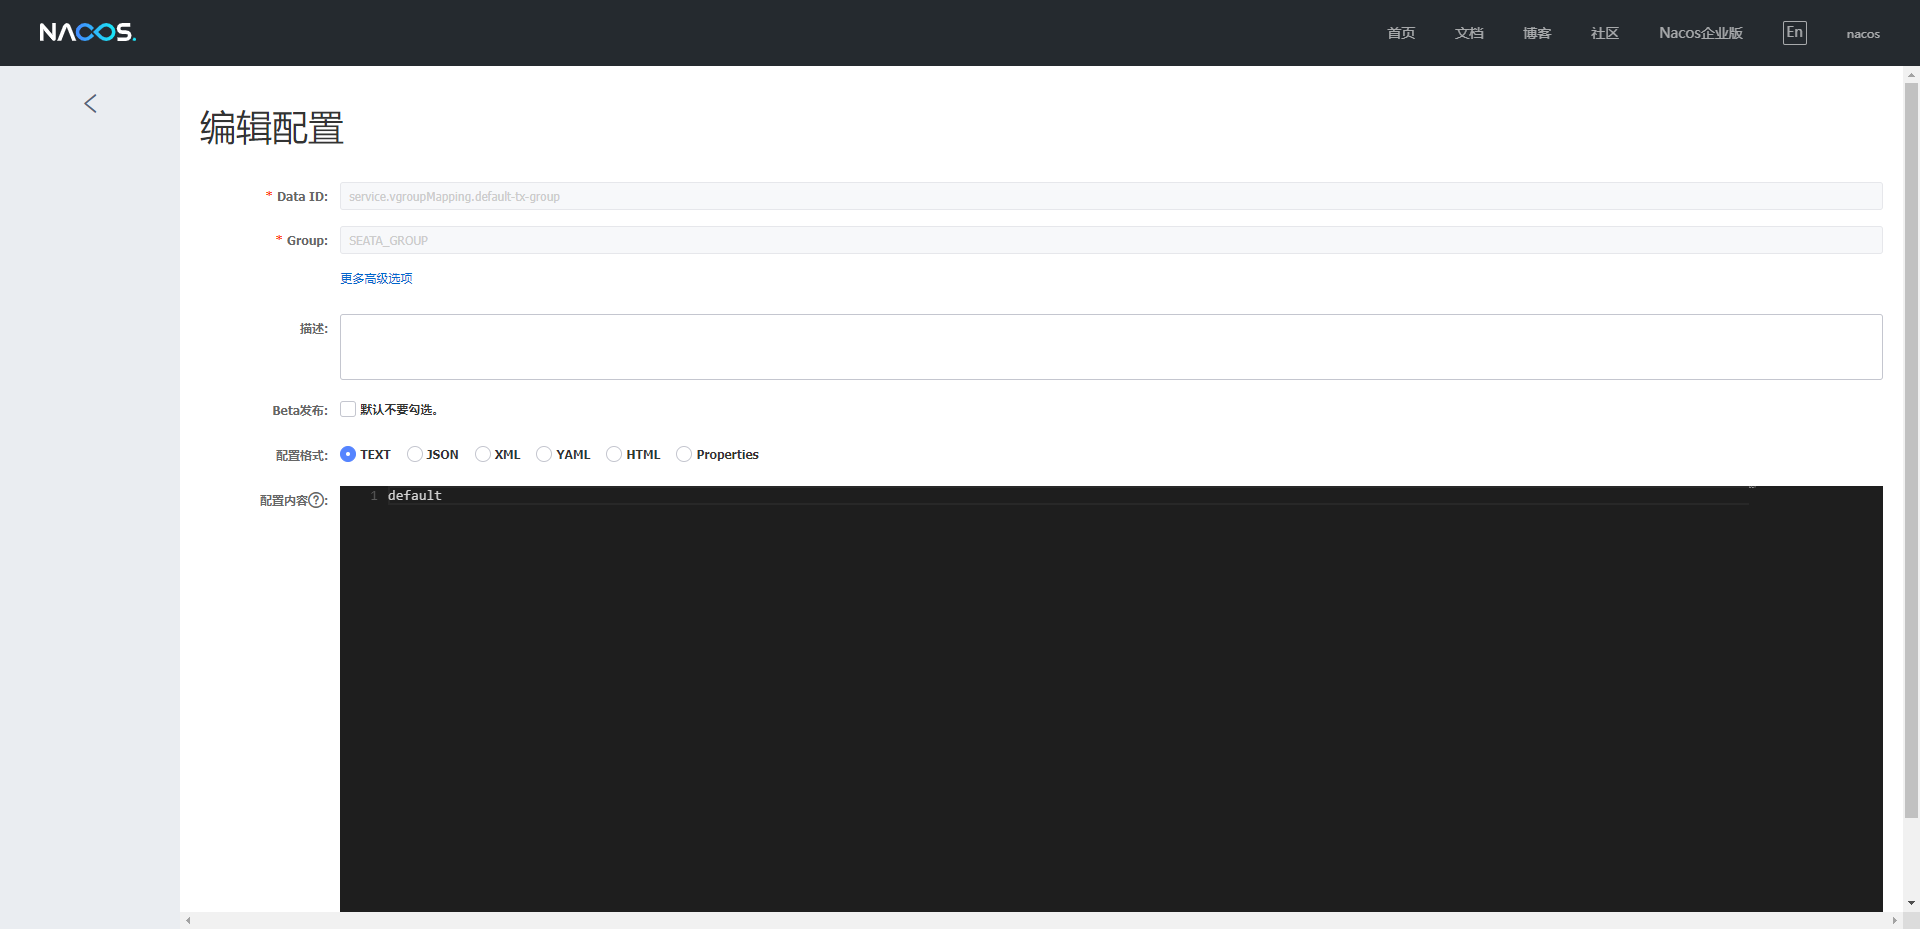 NACOS.
首页 文档 博客 社区 Nacos企业版 En nacos
编辑配置
* Data ID: service.vgroupMapping.default-tx-group
* Group: SEATA_GROUP
更多高级选项
描述:
Beta发布: 默认不要勾选。
配置格式: TEXT JSON XML YAML HTML Properties
配置内容?: 1 default